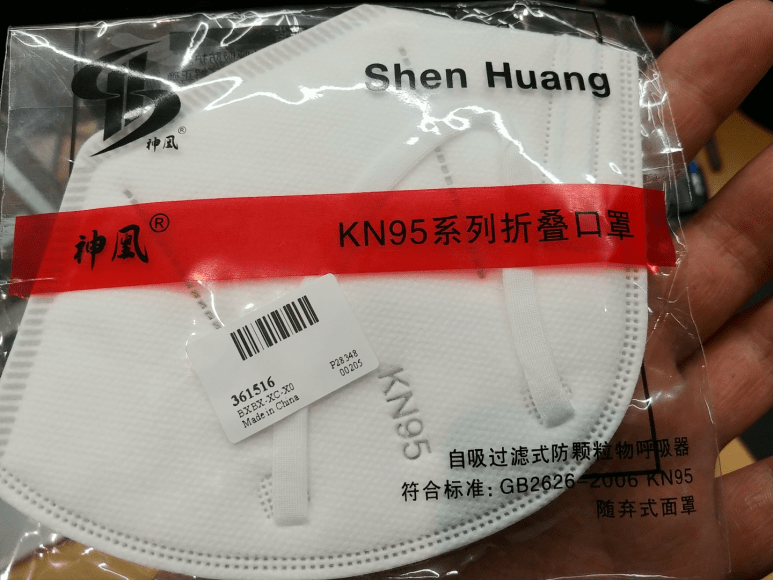 Shen Huang
神凰®
神凰®
KN95系列折叠口罩
361516
BXBX-XC-X0
Made in China
P28348
00205
KN95
自吸过滤式防颗粒物呼吸器
符合标准: GB2626-2006 KN95
随弃式面罩